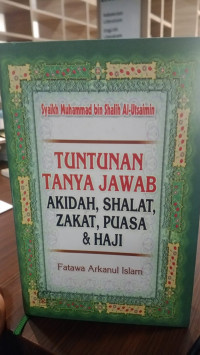 Syaikh Muhammad bin Shalih Al-Utsaimin
TUNTUNAN
TANYA JAWAB
AKIDAH, SHALAT,
ZAKAT, PUASA
& HAJI
Fatawa Arkanul Islam